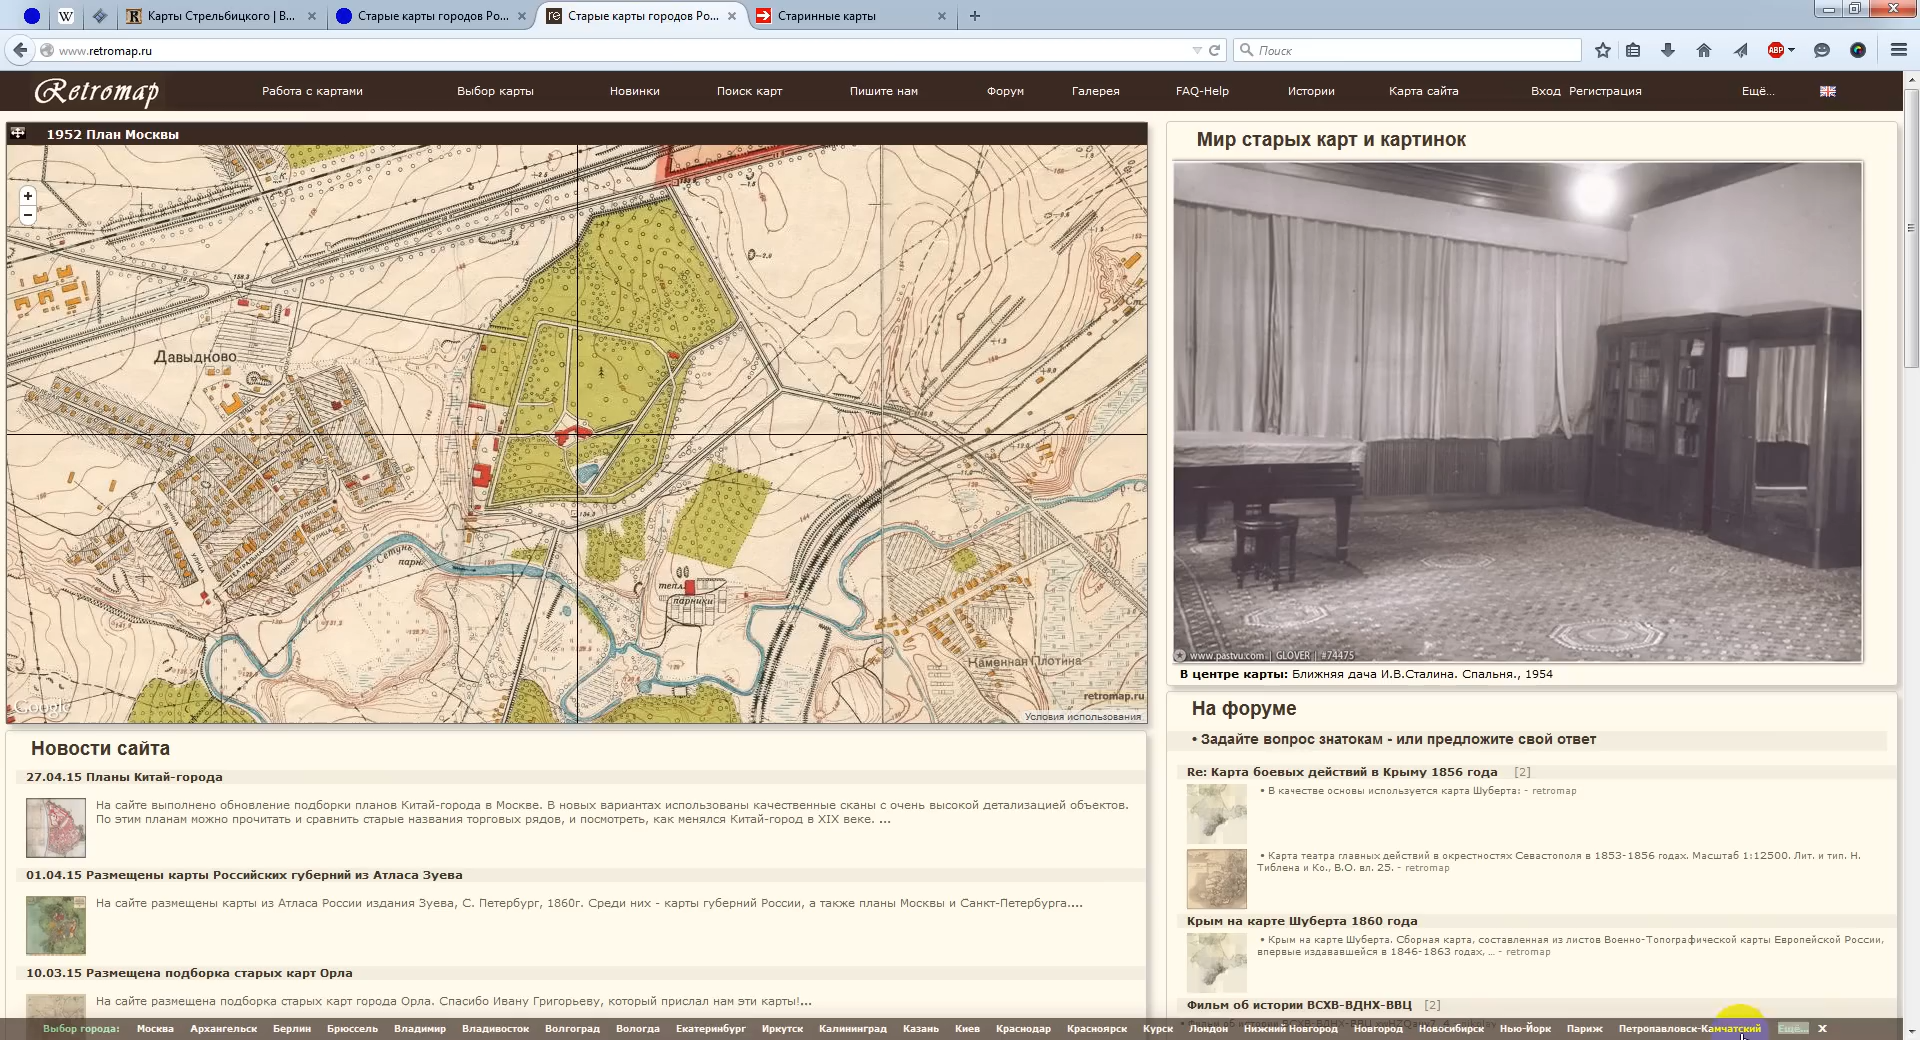 Карты Стрельбицкого | В...
Старые карты городов Ро...
Старые карты городов Ро...
Старинные карты
www.retromap.ru
Поиск
ABP
Retromap
Работа с картами
Выбор карты
Новинки
Поиск карт
Пишите нам
Форум
Галерея
FAQ-Help
Истории
Карта сайта
Вход
Регистрация
Ещё...
1952 План Москвы
+
−
Давыдково
р. Сетунь
парн.
тепл.
парники
Каменная Плотина
retromap.ru
Google
Условия использования
Мир старых карт и картинок
www.pastvu.com | GLOVER | #74475
В центре карты: Ближняя дача И.В.Сталина. Спальня., 1954
Новости сайта
27.04.15 Планы Китай-города
На сайте выполнено обновление подборки планов Китай-города в Москве. В новых вариантах использованы качественные сканы с очень высокой детализацией объектов.
По этим планам можно прочитать и сравнить старые названия торговых рядов, и посмотреть, как менялся Китай-город в XIX веке. ...
01.04.15 Размещены карты Российских губерний из Атласа Зуева
На сайте размещены карты из Атласа России издания Зуева, С. Петербург, 1860г. Среди них - карты губерний России, а также планы Москвы и Санкт-Петербурга....
10.03.15 Размещена подборка старых карт Орла
На сайте размещена подборка старых карт города Орла. Спасибо Ивану Григорьеву, который прислал нам эти карты!...
На форуме
• Задайте вопрос знатокам - или предложите свой ответ
Re: Карта боевых действий в Крыму 1856 года [2]
• В качестве основы используется карта Шуберта: - retromap
• Карта театра главных действий в окрестностях Севастополя в 1853-1856 годах. Масштаб 1:12500. Лит. и тип. Н.
Тиблена и Ко., В.О. вл. 25. - retromap
Крым на карте Шуберта 1860 года
• Крым на карте Шуберта. Сборная карта, составленная из листов Военно-Топографической карты Европейской России,
впервые издававшейся в 1846-1863 годах, ... - retromap
Фильм об истории ВСХВ-ВДНХ-ВВЦ [2]
Выбор города: Москва Архангельск Берлин Брюссель Владимир Владивосток Волгоград Вологда Екатеринбург Иркутск Калининград Казань Киев Краснодар Красноярск Курск Лондон Нижний Новгород Новгород Новосибирск Нью-Йорк Париж Петропавловск-Камчатский Ещё... X